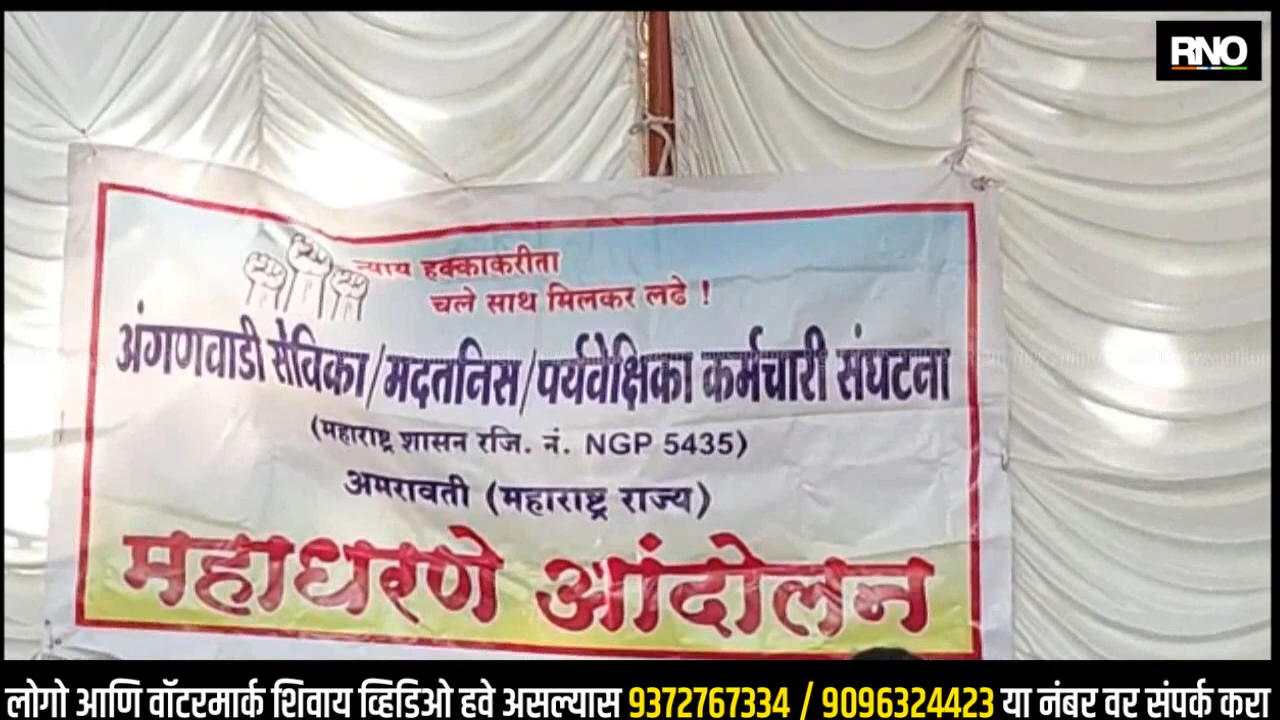 RNO
न्याय हक्काकरीता
चले साथ मिलकर लढे !
अंगणवाडी सेविका/मदतनिस/पर्यवेक्षिका कर्मचारी संघटना
(महाराष्ट्र शासन रजि. नं. NGP 5435)
अमरावती (महाराष्ट्र राज्य)
महाधरणे आंदोलन
लोगो आणि वॉटरमार्क शिवाय व्हिडिओ हवे असल्यास 9372767334 / 9096324423 या नंबर वर संपर्क करा